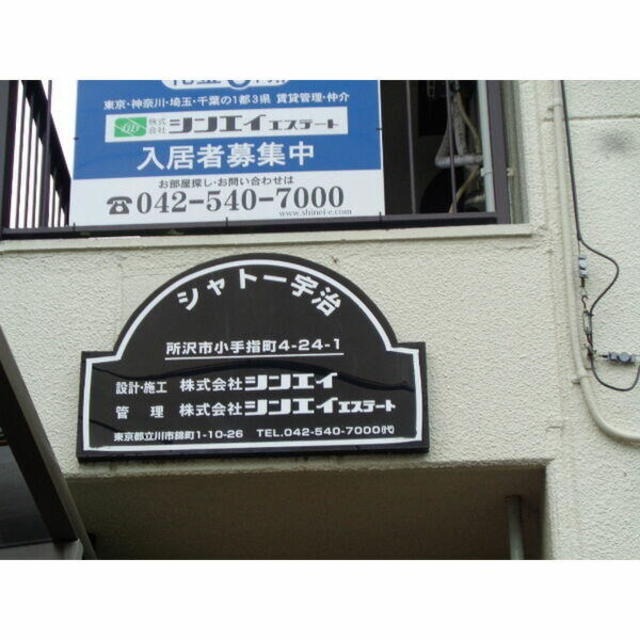 東京・神奈川・埼玉・千葉の1都3県 賃貸管理・仲介
株式会社 シンエイ エステート
入居者募集中
お部屋探し・お問い合わせは
☎042-540-7000
www.shinei-e.com
シャトー宇治
所沢市小手指町4-24-1
設計・施工 株式会社シンエイ
管 理 株式会社シンエイエステート
東京都立川市錦町1-10-26 TEL.042-540-7000㈹